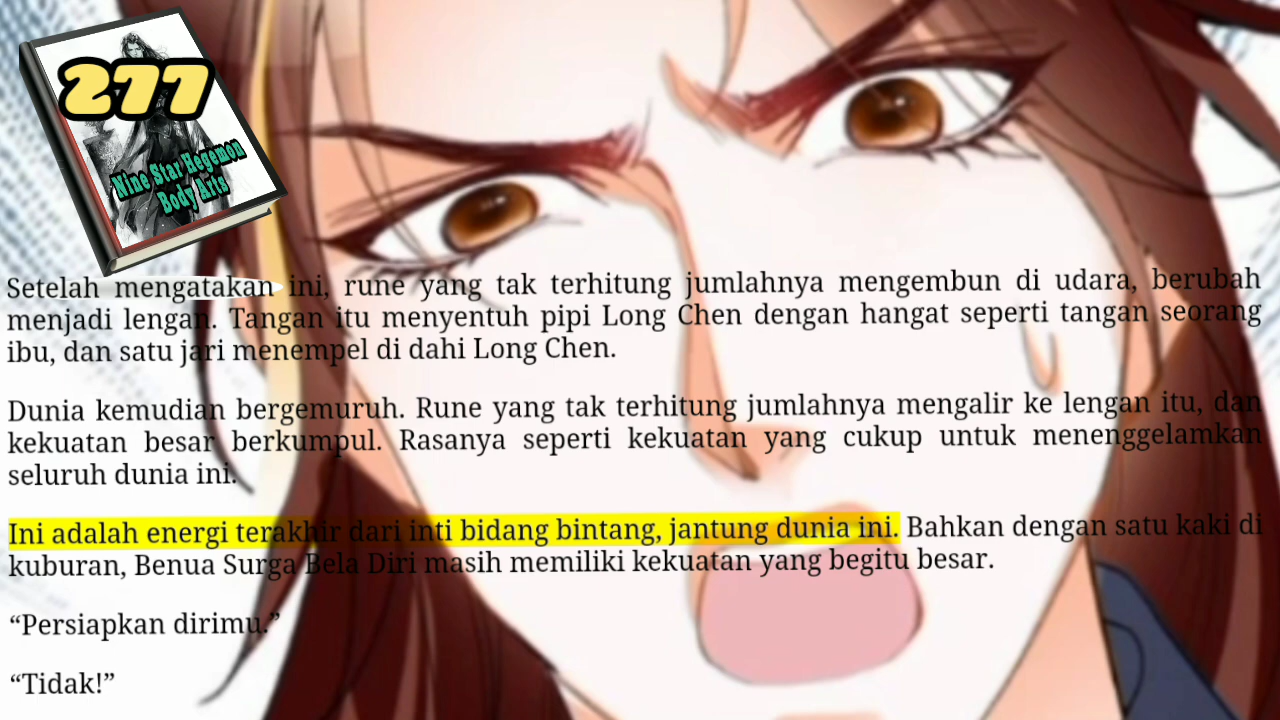 277
Nine Star Hegemon
Body Arts
Setelah mengatakan ini, rune yang tak terhitung jumlahnya mengembun di udara, berubah
menjadi lengan. Tangan itu menyentuh pipi Long Chen dengan hangat seperti tangan seorang
ibu, dan satu jari menempel di dahi Long Chen.
Dunia kemudian bergemuruh. Rune yang tak terhitung jumlahnya mengalir ke lengan itu, dan
kekuatan besar berkumpul. Rasanya seperti kekuatan yang cukup untuk menenggelamkan
seluruh dunia ini.
Ini adalah energi terakhir dari inti bidang bintang, jantung dunia ini. Bahkan dengan satu kaki di
kuburan, Benua Surga Bela Diri masih memiliki kekuatan yang begitu besar.
“Persiapkan dirimu.”
“Tidak!”